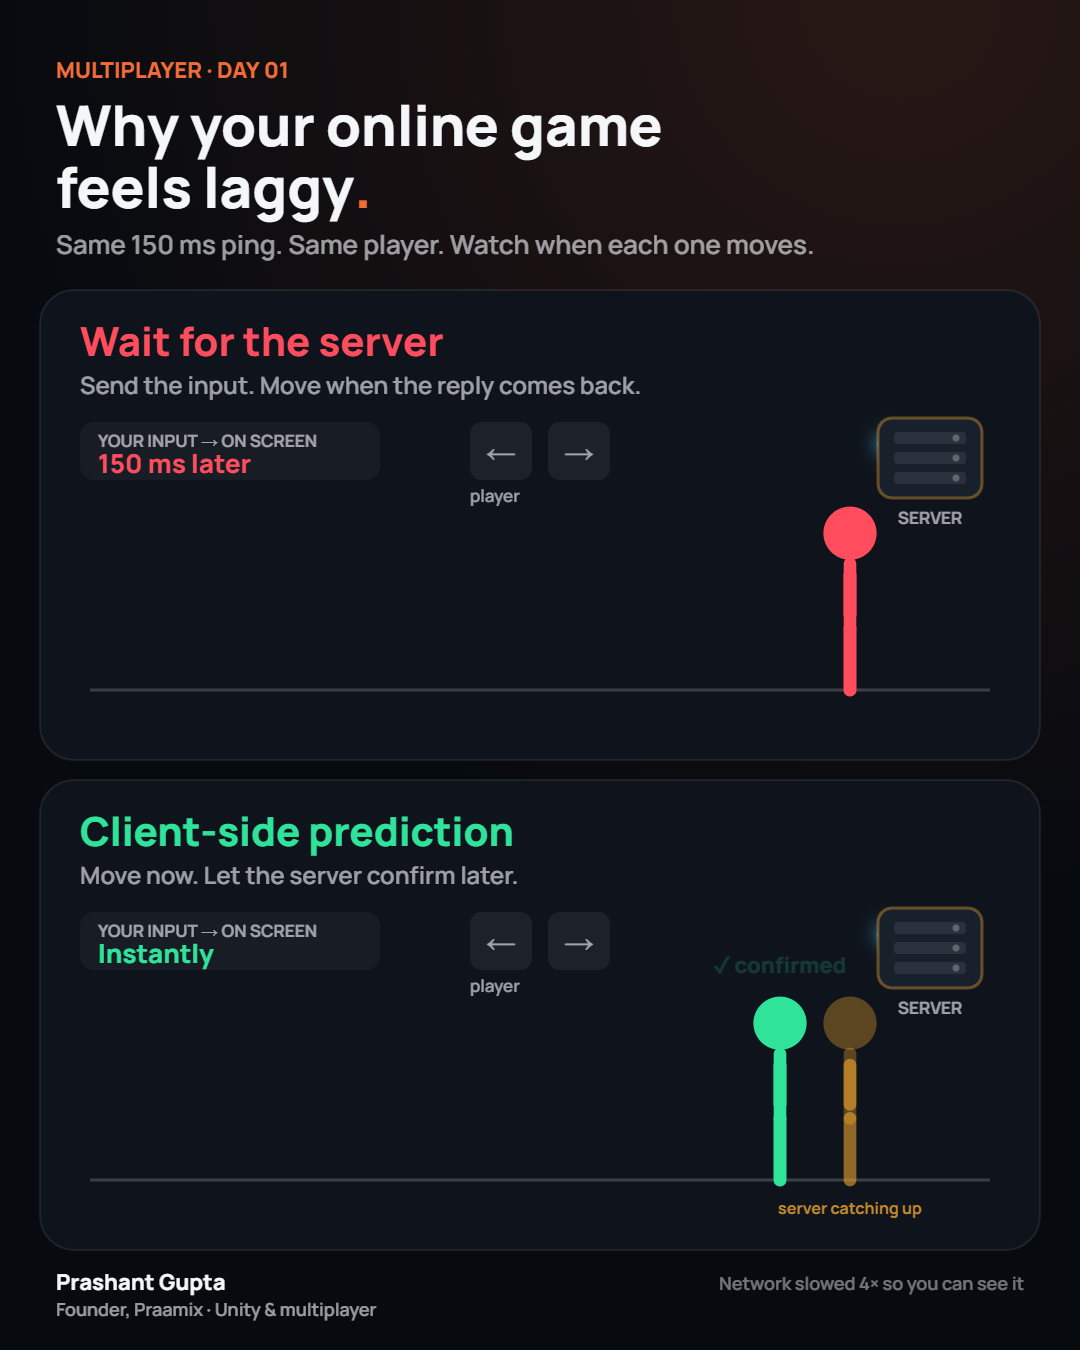 MULTIPLAYER · DAY 01
Why your online game
feels laggy.
Same 150 ms ping. Same player. Watch when each one moves.
Wait for the server
Send the input. Move when the reply comes back.
YOUR INPUT → ON SCREEN
150 ms later
← →
player
SERVER
Client-side prediction
Move now. Let the server confirm later.
YOUR INPUT → ON SCREEN
Instantly
← →
player
✓ confirmed
SERVER
server catching up
Prashant Gupta
Founder, Praamix · Unity & multiplayer
Network slowed 4× so you can see it